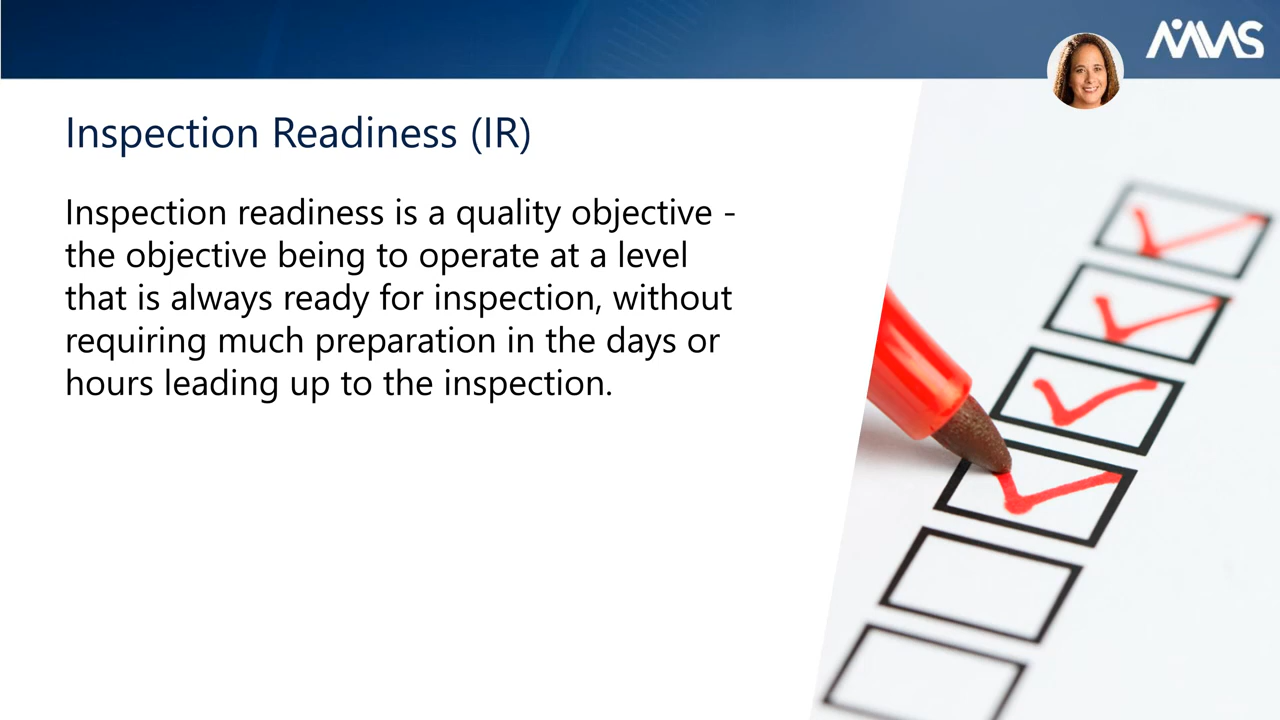 MMS
Inspection Readiness (IR)
Inspection readiness is a quality objective -
the objective being to operate at a level
that is always ready for inspection, without
requiring much preparation in the days or
hours leading up to the inspection.